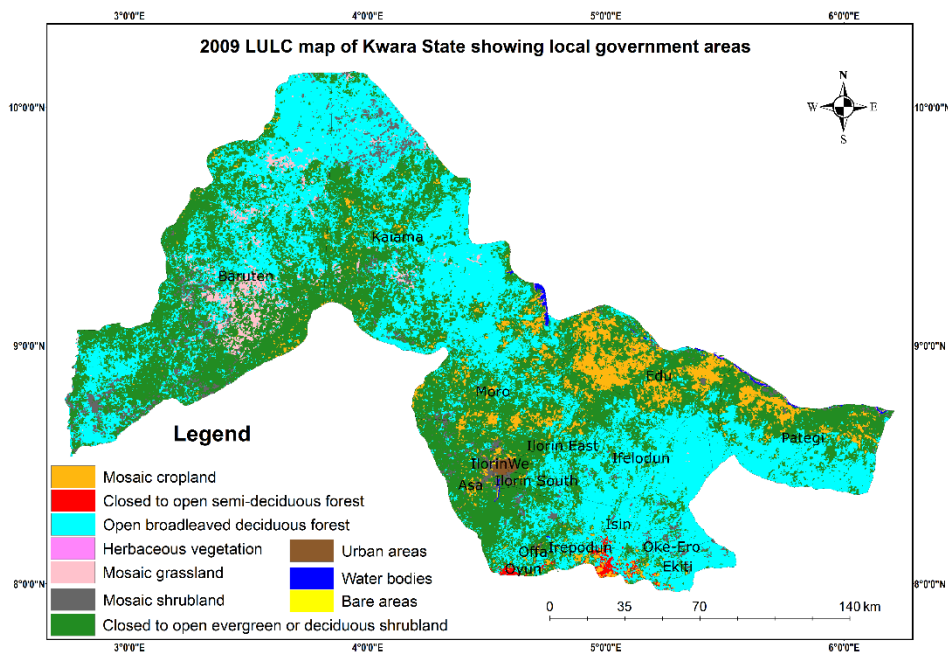 3°0'0"E 4°0'0"E 5°0'0"E 6°0'0"E
2009 LULC map of Kwara State showing local government areas
N
W E
S
10°0'0"N 10°0'0"N
Kaiama
Baruten
9°0'0"N 9°0'0"N
Edu
Moro
Pategi
Ilorin East
Ifelodun
IlorinWe
Asa Ilorin South
Isin
Offa Irepodun Oke-Ero
Oyun Ekiti
8°0'0"N 8°0'0"N
Legend
Mosaic cropland
Closed to open semi-deciduous forest
Open broadleaved deciduous forest
Herbaceous vegetation
Mosaic grassland
Mosaic shrubland
Closed to open evergreen or deciduous shrubland
Urban areas
Water bodies
Bare areas
0 35 70 140 km
3°0'0"E 4°0'0"E 5°0'0"E 6°0'0"E